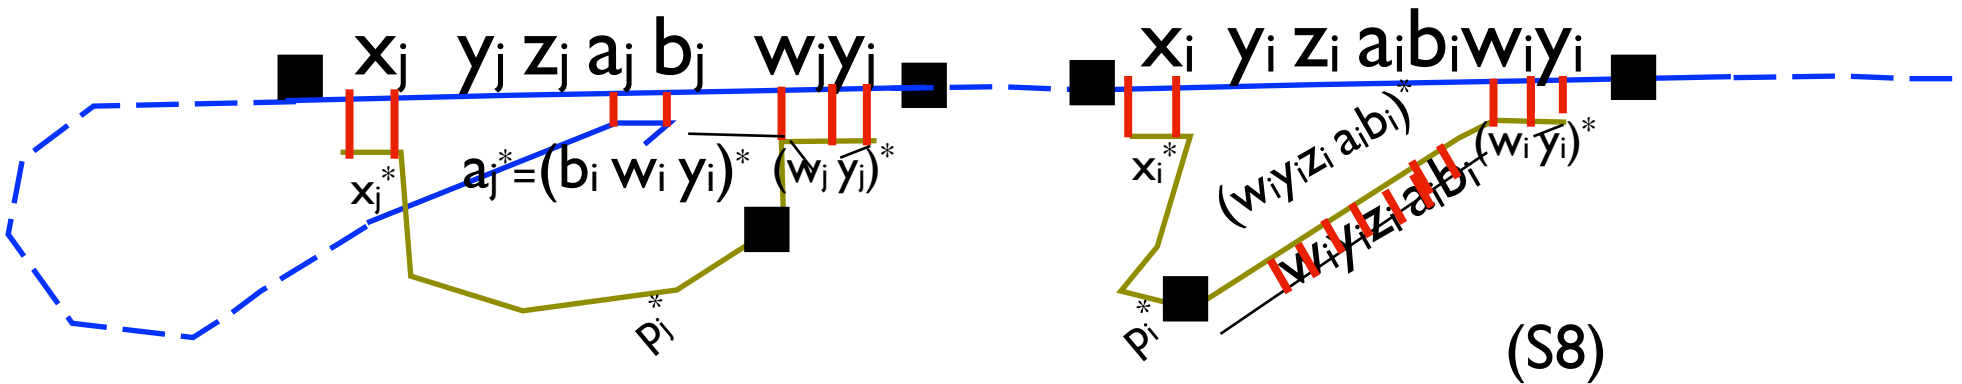 xj yj zj aj bj wj yj xi yi zi ai bi wi yi
xj* aj*=(bi wi yi)* (wj yj)* xi* (wi yi zi ai bi)* (wi yi)*
wi yi zi ai bi
pj* pi*
(S8)